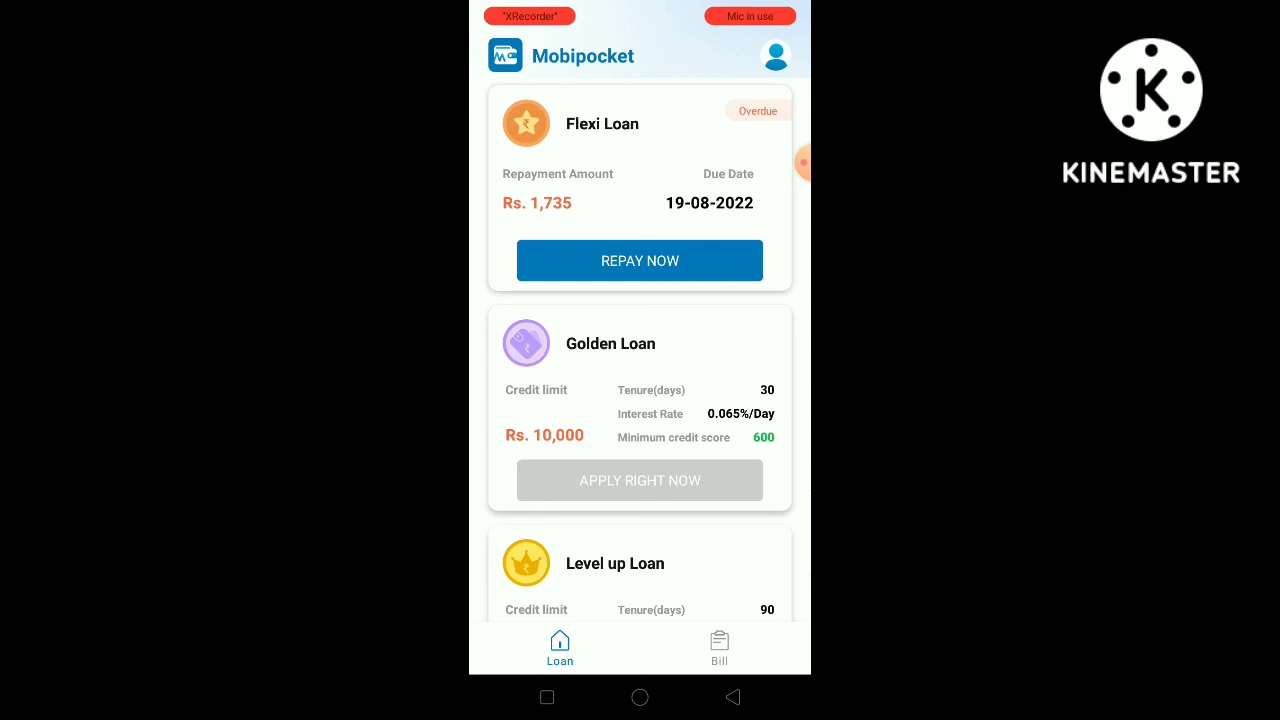 "XRecorder"
Mic in use
Mobipocket
Flexi Loan
Overdue
Repayment Amount
Due Date
Rs. 1,735
19-08-2022
REPAY NOW
Golden Loan
Credit limit
Tenure(days) 30
Interest Rate 0.065%/Day
Rs. 10,000
Minimum credit score 600
APPLY RIGHT NOW
Level up Loan
Credit limit
Tenure(days) 90
Loan
Bill
K
KINEMASTER